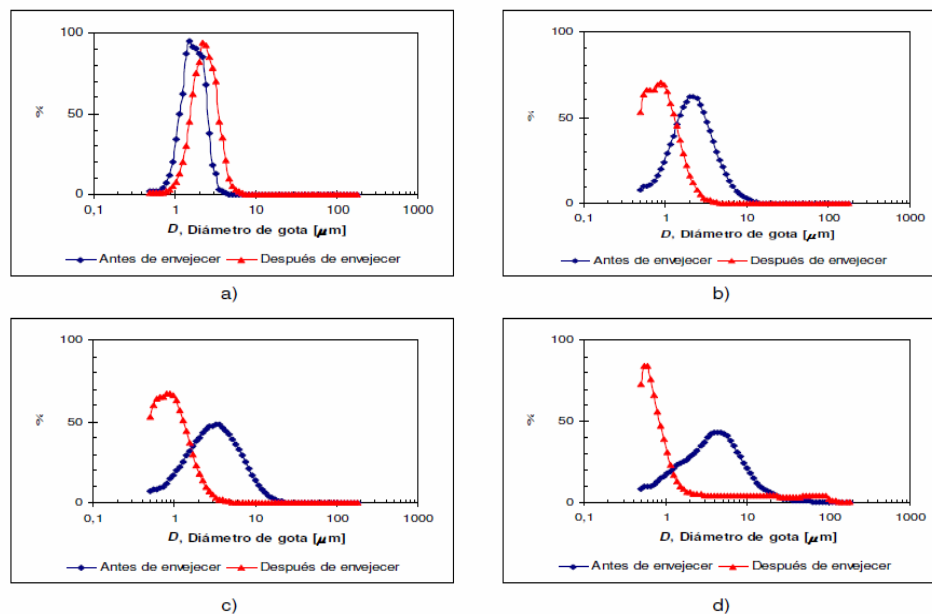 100
50
0
%
0,1 1 10 100 1000
D, Diámetro de gota [μm]
Antes de envejecer Después de envejecer
a)
100
50
0
%
0,1 1 10 100 1000
D, Diámetro de gota [μm]
Antes de envejecer Después de envejecer
b)
100
50
0
%
0,1 1 10 100 1000
D, Diámetro de gota [μm]
Antes de envejecer Después de envejecer
c)
100
50
0
%
0,1 1 10 100 1000
D, Diámetro de gota [μm]
Antes de envejecer Después de envejecer
d)